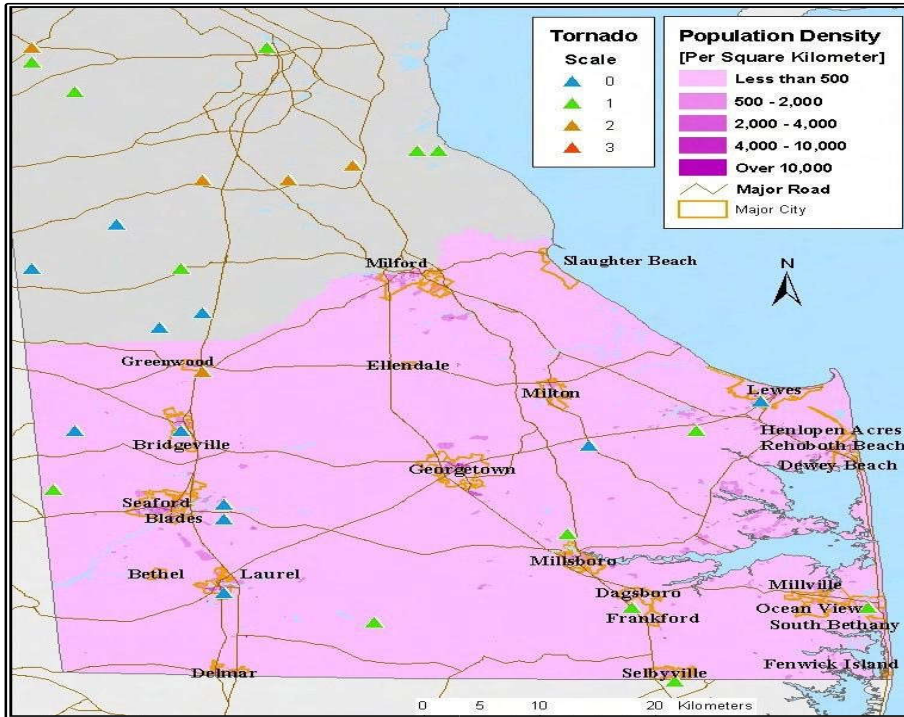 Tornado
Scale
0
1
2
3
Population Density
[Per Square Kilometer]
Less than 500
500 - 2,000
2,000 - 4,000
4,000 - 10,000
Over 10,000
Major Road
Major City
N
Milford
Slaughter Beach
Greenwood
Ellendale
Milton
Lewes
Bridgeville
Henlopen Acres
Rehoboth Beach
Georgetown
Dewey Beach
Seaford
Blades
Millsboro
Bethel
Laurel
Dagsboro
Millville
Frankford
Ocean View
South Bethany
Delmar
Selbyville
Fenwick Island
0 5 10 20 Kilometers